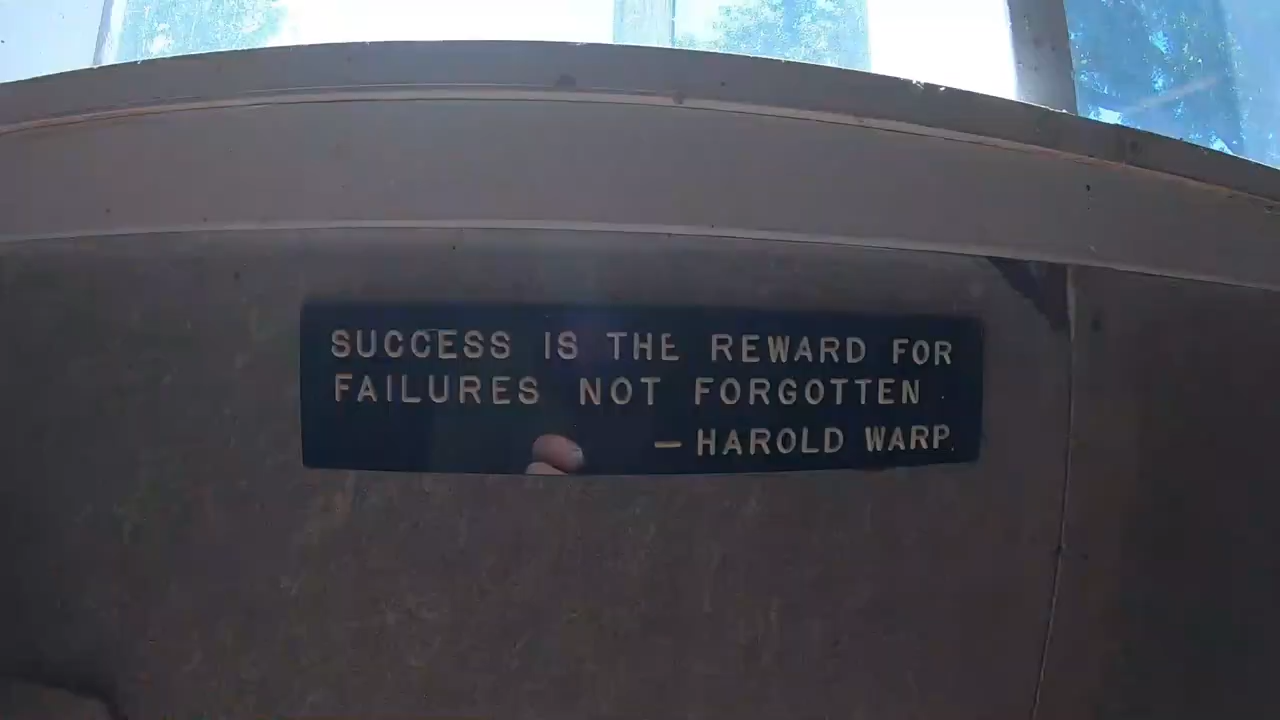 SUCCESS IS THE REWARD FOR
FAILURES NOT FORGOTTEN
— HAROLD WARP.